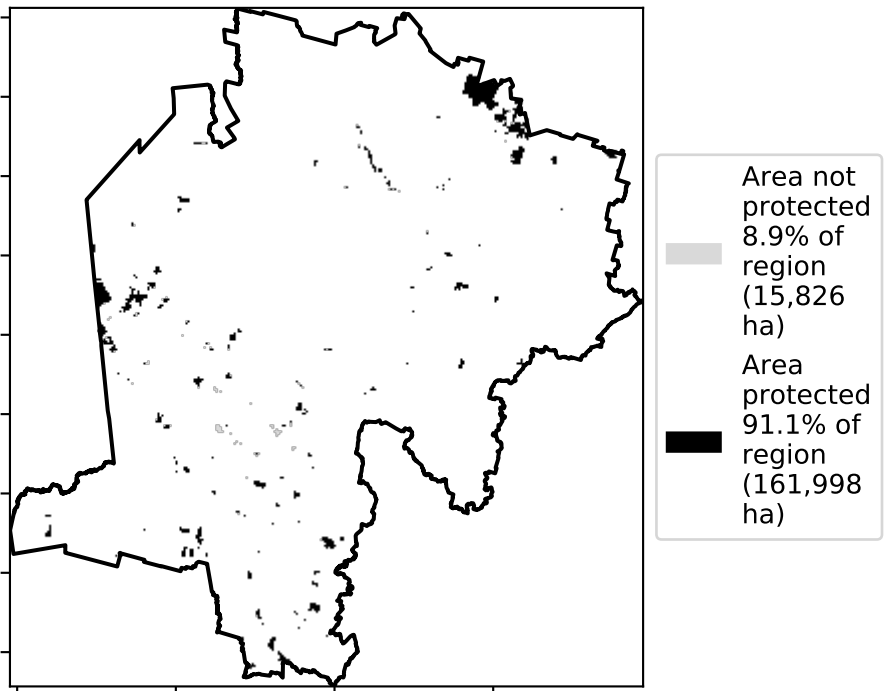 Area not
protected
8.9% of
region
(15,826
ha)
Area
protected
91.1% of
region
(161,998
ha)